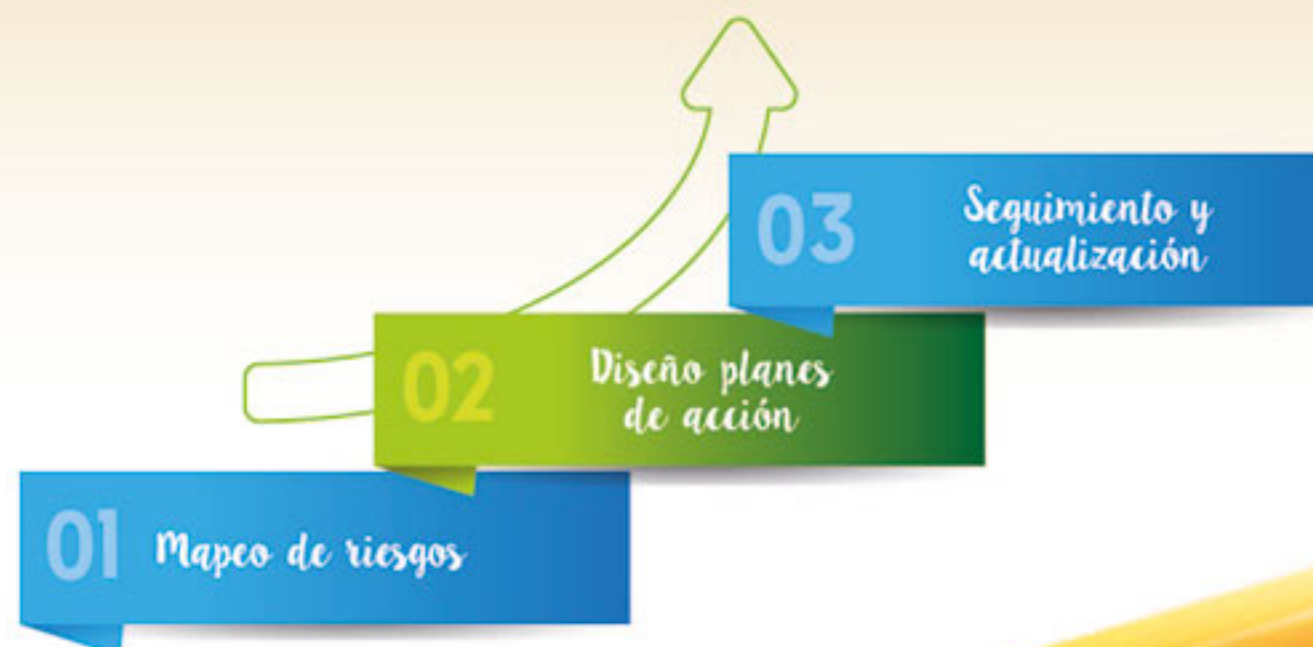 01 Mapeo de riesgos
02 Diseño planes
de acción
03 Seguimiento y
actualización